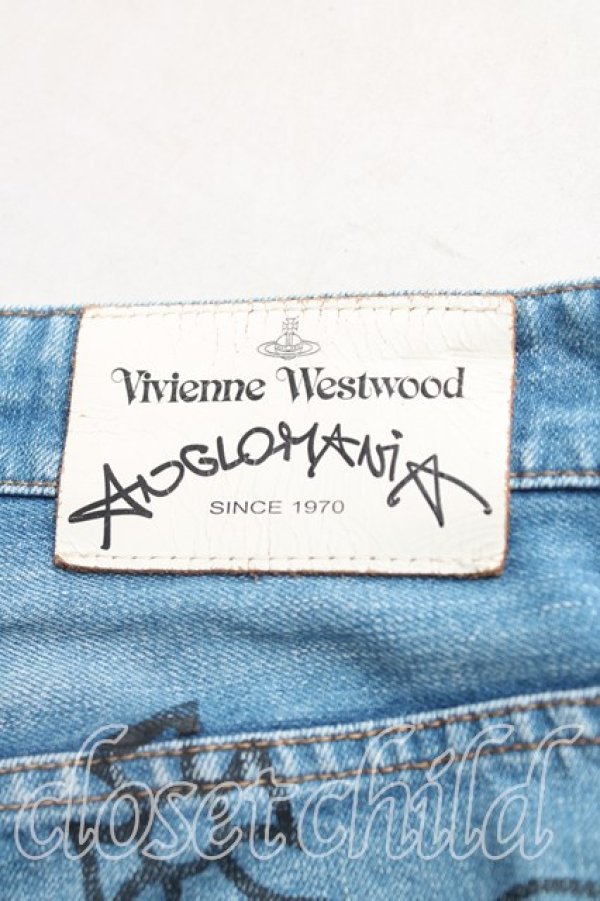 Vivienne Westwood
ANGLOMANIA
SINCE 1970
closet child